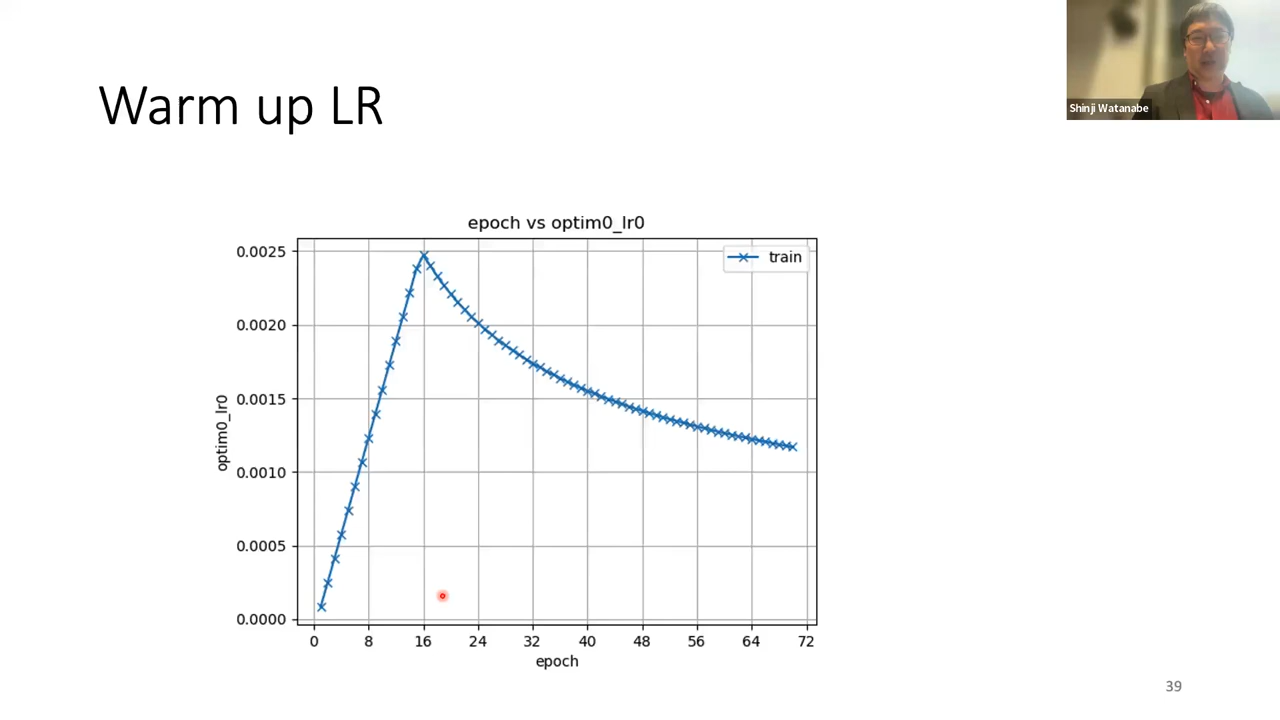 Shinji Watanabe
Warm up LR
epoch vs optim0_lr0
train
optim0_lr0
0.0025
0.0020
0.0015
0.0010
0.0005
0.0000
0 8 16 24 32 40 48 56 64 72
epoch
39